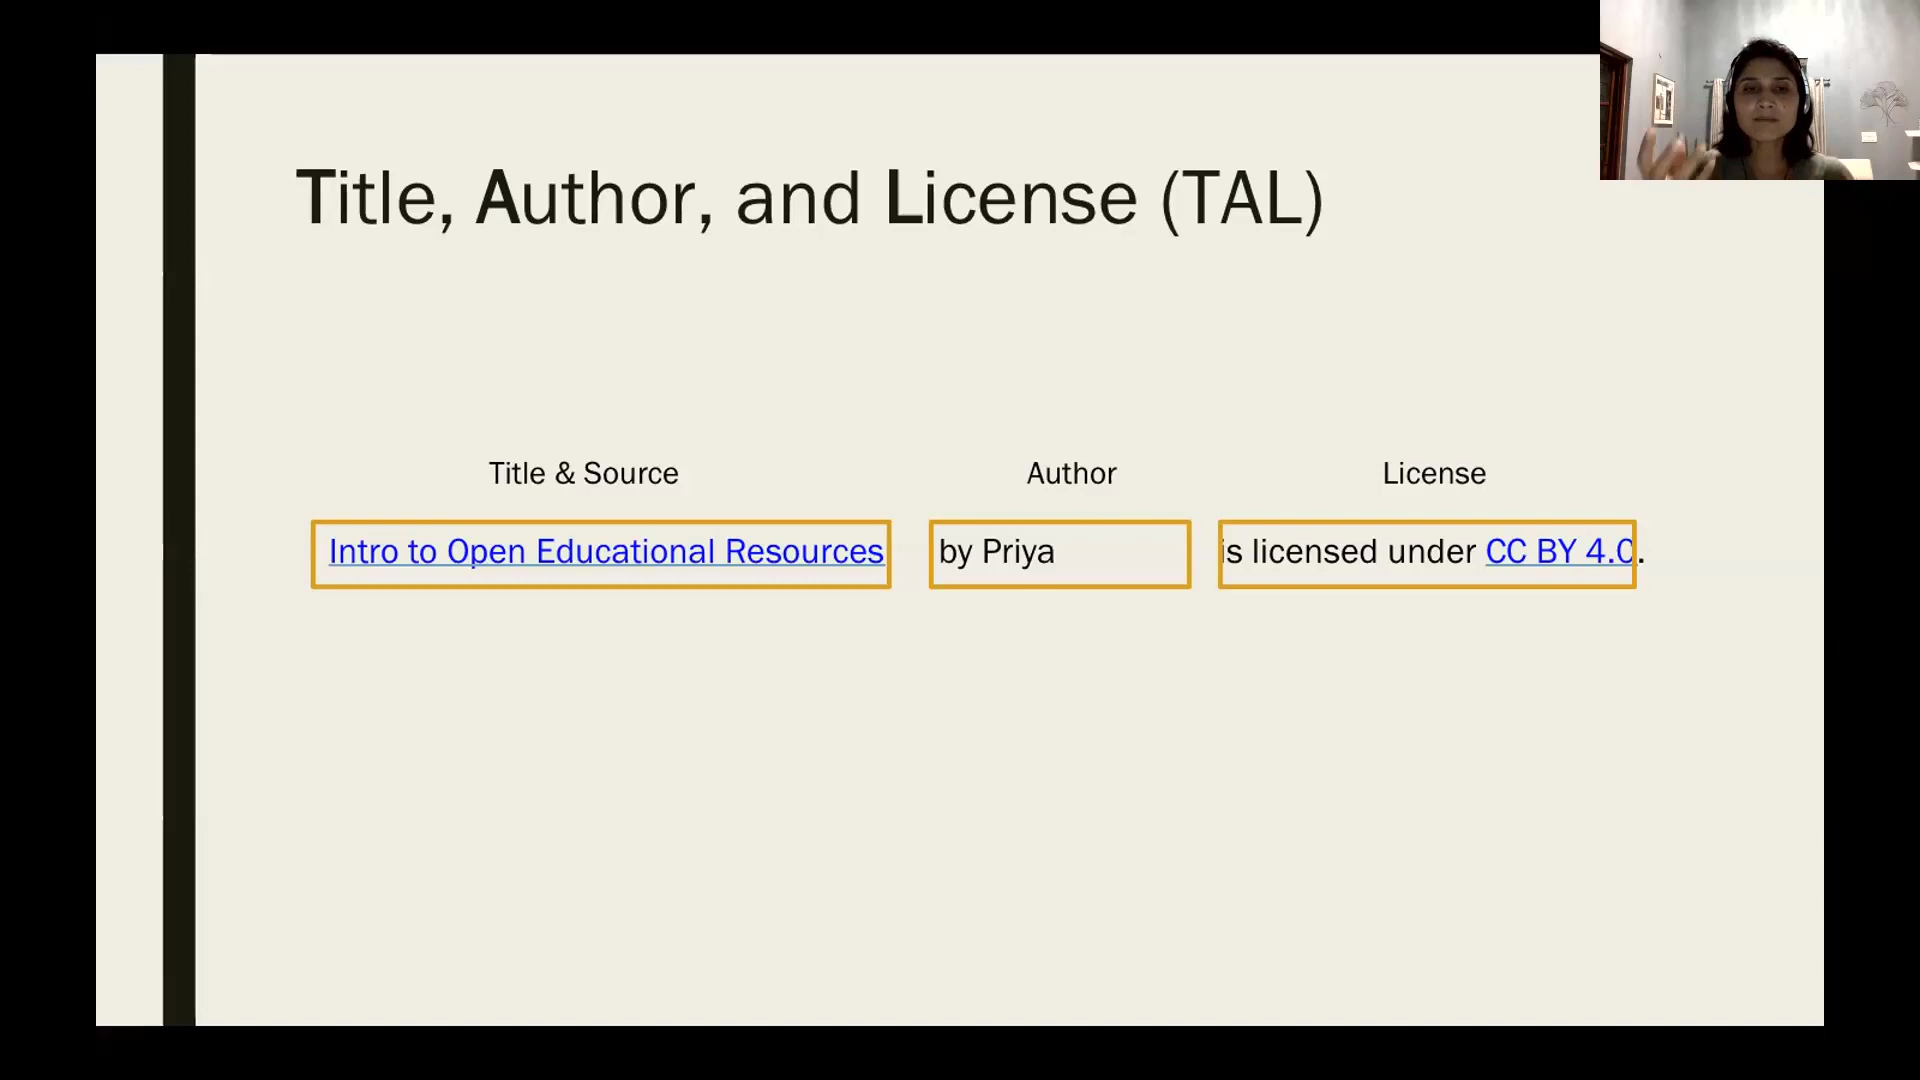 Title, Author, and License (TAL)
Title & Source Author License
Intro to Open Educational Resources by Priya is licensed under CC BY 4.0.